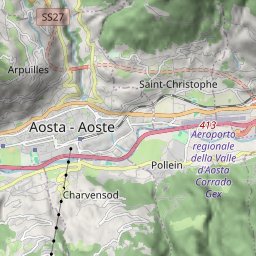 SS27
Arpuilles
Saint-Christophe
Aosta - Aoste
413
Aeroporto
regionale
della Valle
d'Aosta
Corrado
Gex
Pollein
Charvensod